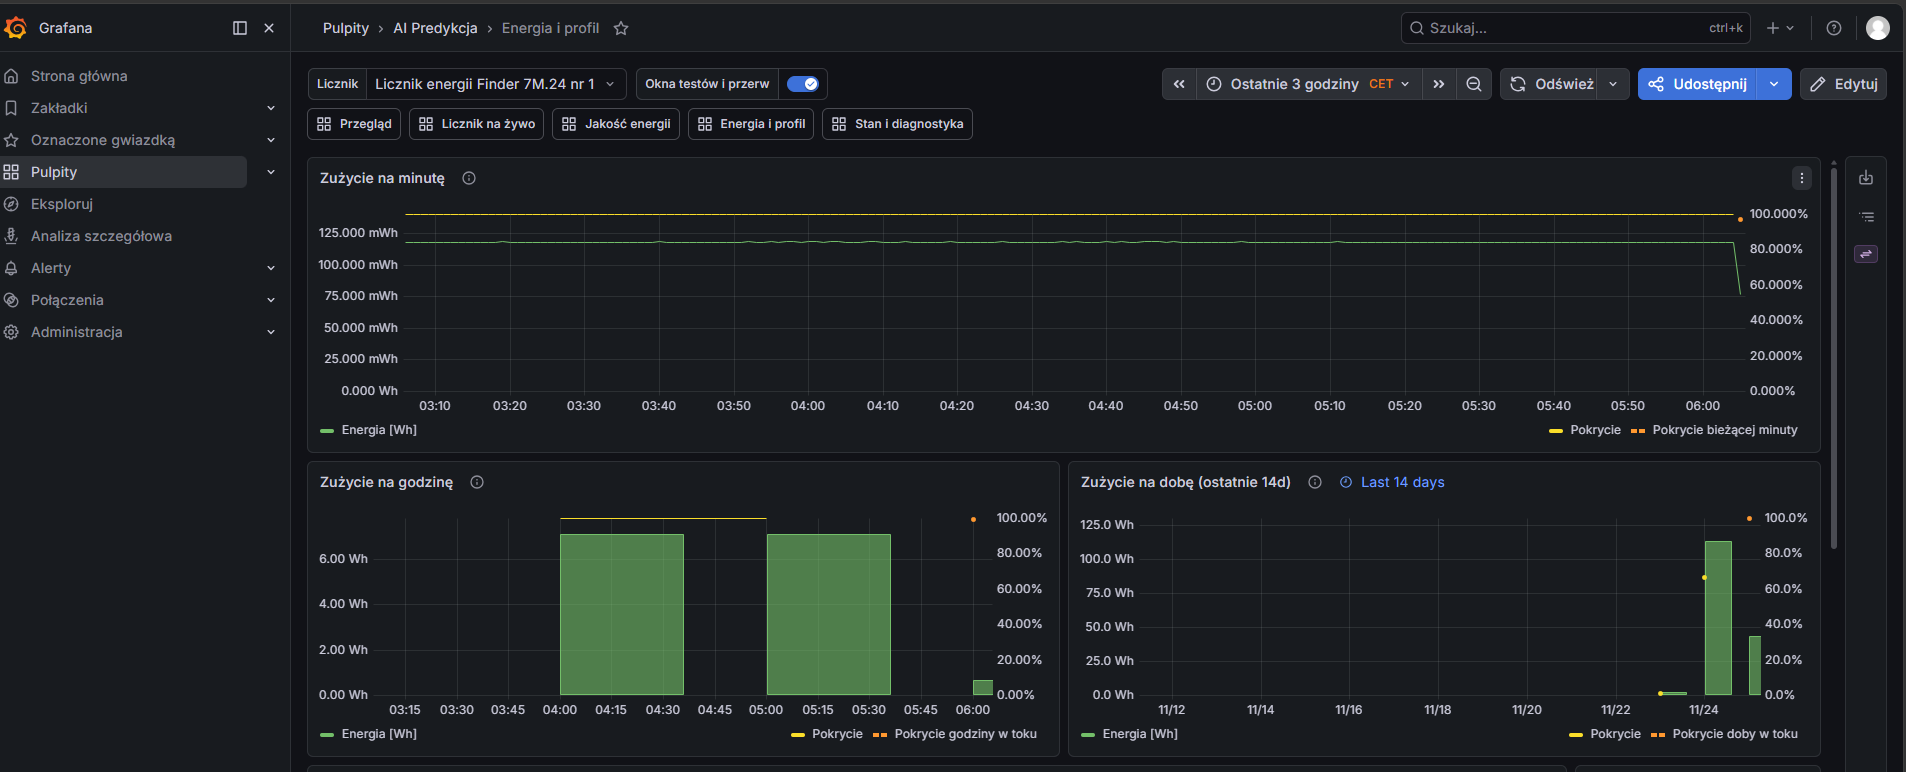 Grafana
Pulpity › AI Predykcja › Energia i profil
Szukaj... ctrl+k
Strona główna
Zakładki
Oznaczone gwiazdką
Pulpity
Eksploruj
Analiza szczegółowa
Alerty
Połączenia
Administracja
Licznik Licznik energii Finder 7M.24 nr 1 Okna testów i przerw
Ostatnie 3 godziny CET Odśwież Udostępnij Edytuj
Przegląd Licznik na żywo Jakość energii Energia i profil Stan i diagnostyka
Zużycie na minutę
125.000 mWh
100.000 mWh
75.000 mWh
50.000 mWh
25.000 mWh
0.000 Wh
100.000%
80.000%
60.000%
40.000%
20.000%
0.000%
03:10 03:20 03:30 03:40 03:50 04:00 04:10 04:20 04:30 04:40 04:50 05:00 05:10 05:20 05:30 05:40 05:50 06:00
Energia [Wh] Pokrycie Pokrycie bieżącej minuty
Zużycie na godzinę
6.00 Wh
4.00 Wh
2.00 Wh
0.00 Wh
100.00%
80.00%
60.00%
40.00%
20.00%
0.00%
03:15 03:30 03:45 04:00 04:15 04:30 04:45 05:00 05:15 05:30 05:45 06:00
Energia [Wh] Pokrycie Pokrycie godziny w toku
Zużycie na dobę (ostatnie 14d) Last 14 days
125.0 Wh
100.0 Wh
75.0 Wh
50.0 Wh
25.0 Wh
0.0 Wh
100.0%
80.0%
60.0%
40.0%
20.0%
0.0%
11/12 11/14 11/16 11/18 11/20 11/22 11/24
Energia [Wh] Pokrycie Pokrycie doby w toku